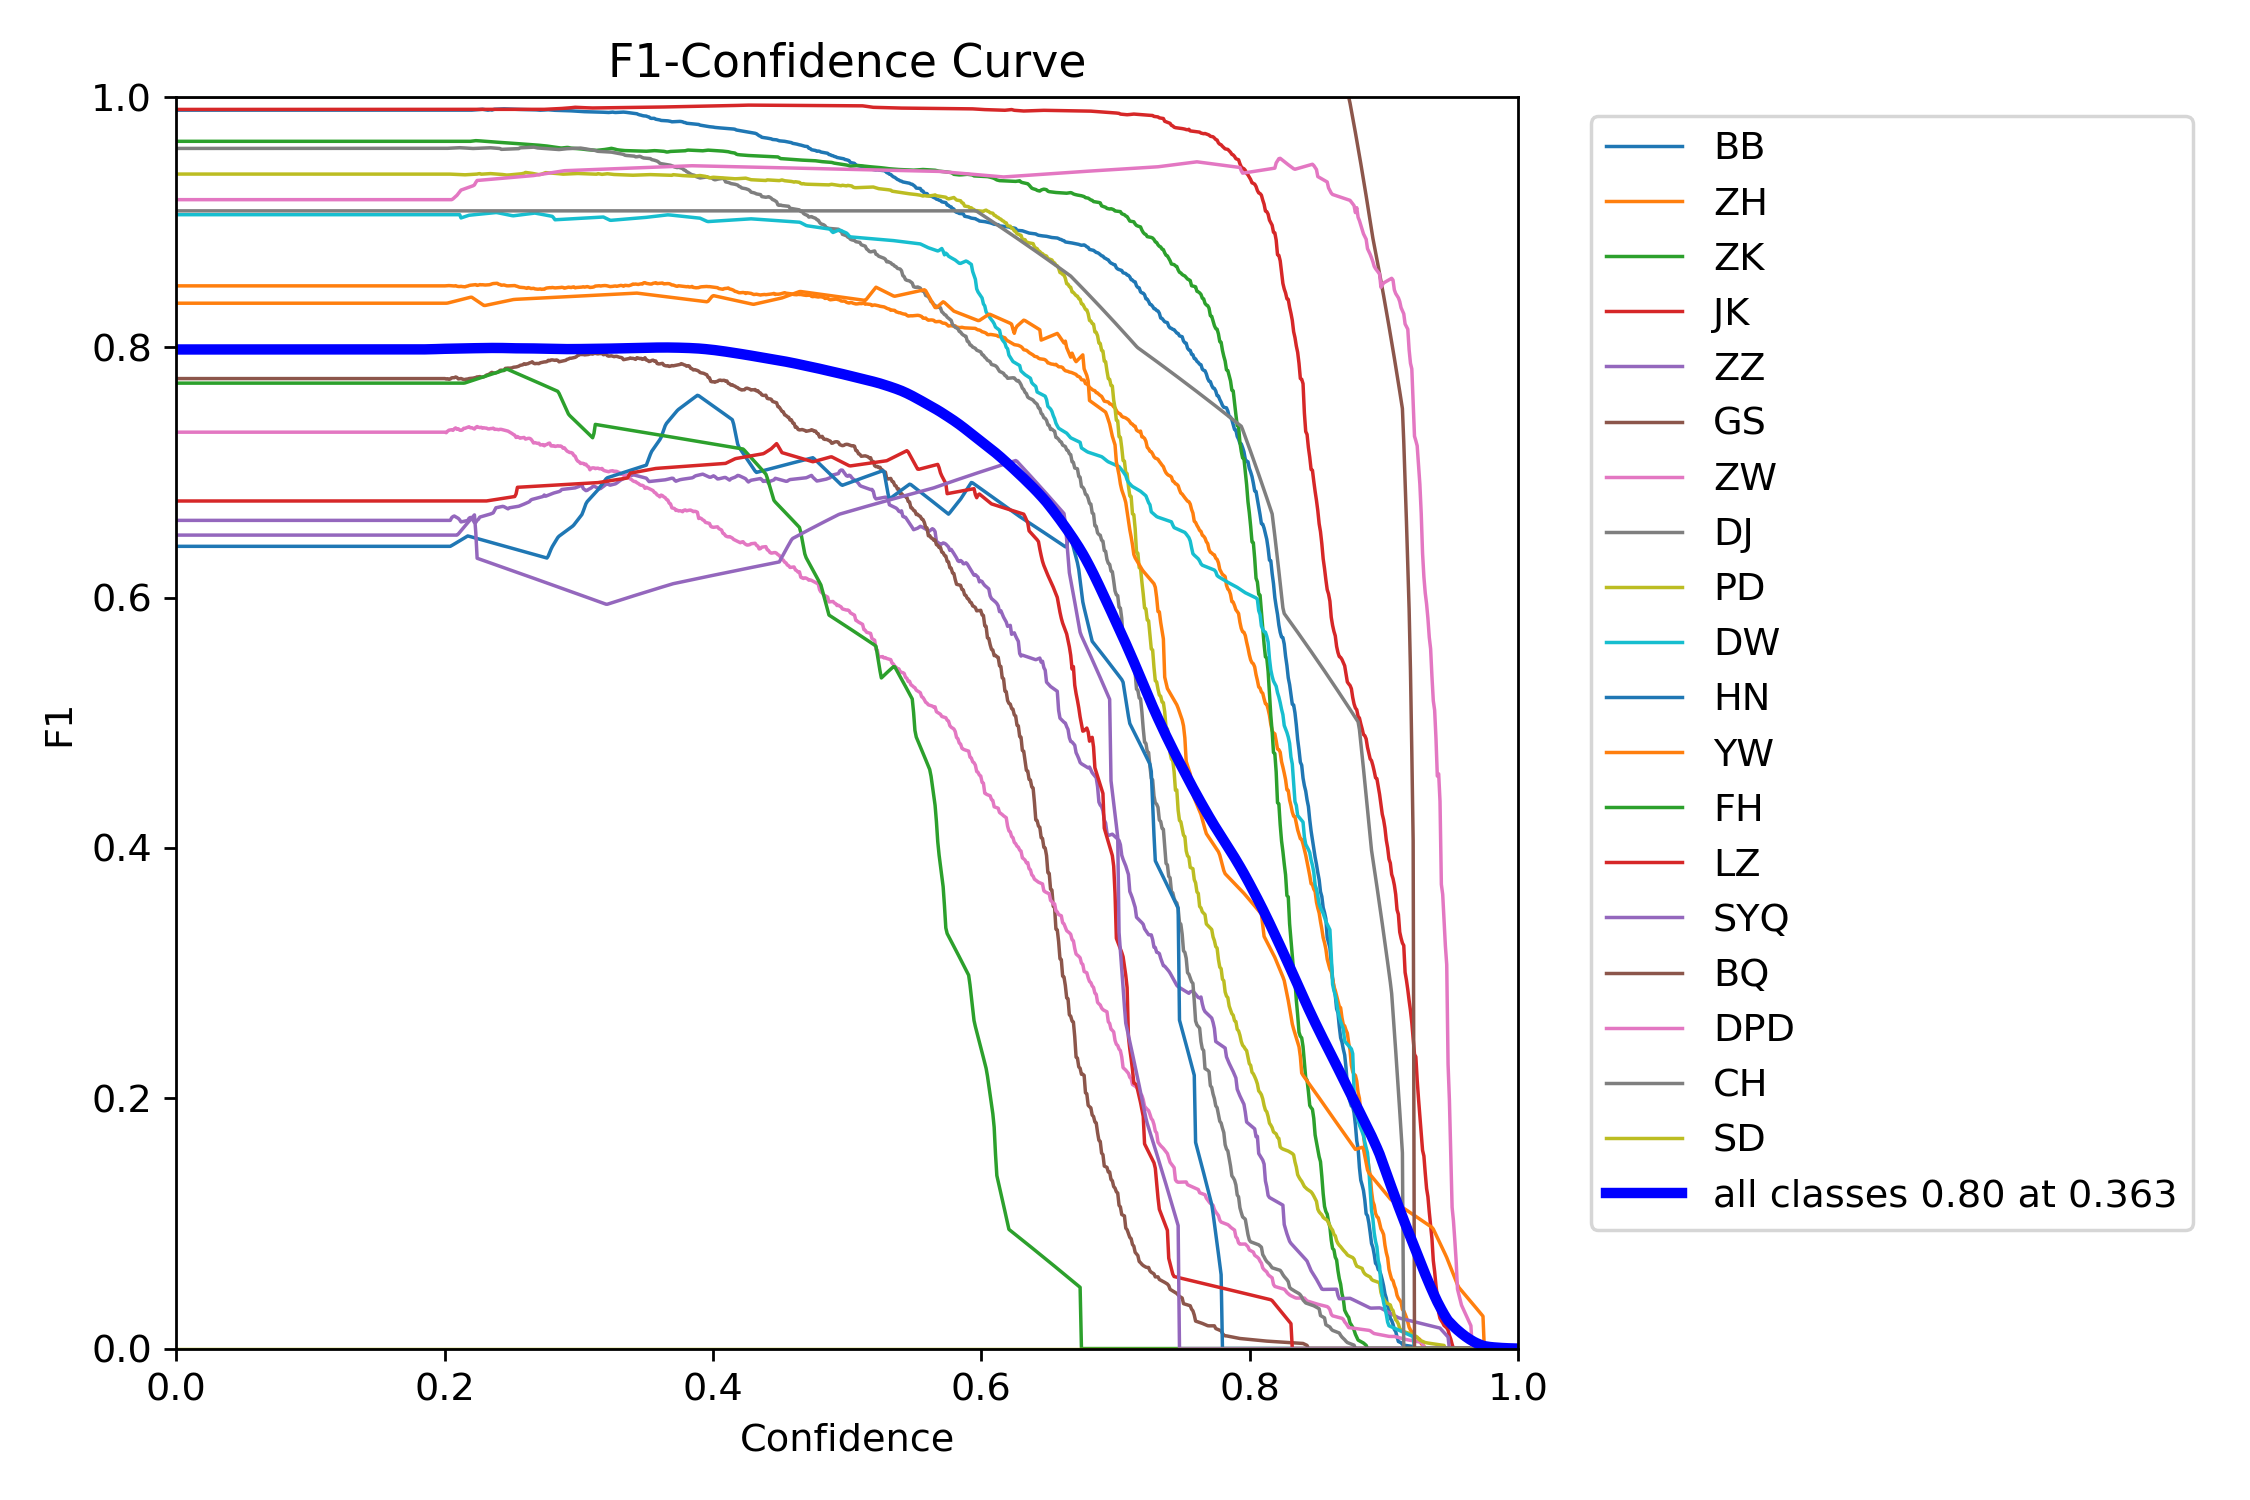 F1-Confidence Curve
1.0
0.8
0.6
0.4
0.2
0.0
F1
0.0 0.2 0.4 0.6 0.8 1.0
Confidence
BB
ZH
ZK
JK
ZZ
GS
ZW
DJ
PD
DW
HN
YW
FH
LZ
SYQ
BQ
DPD
CH
SD
all classes 0.80 at 0.363